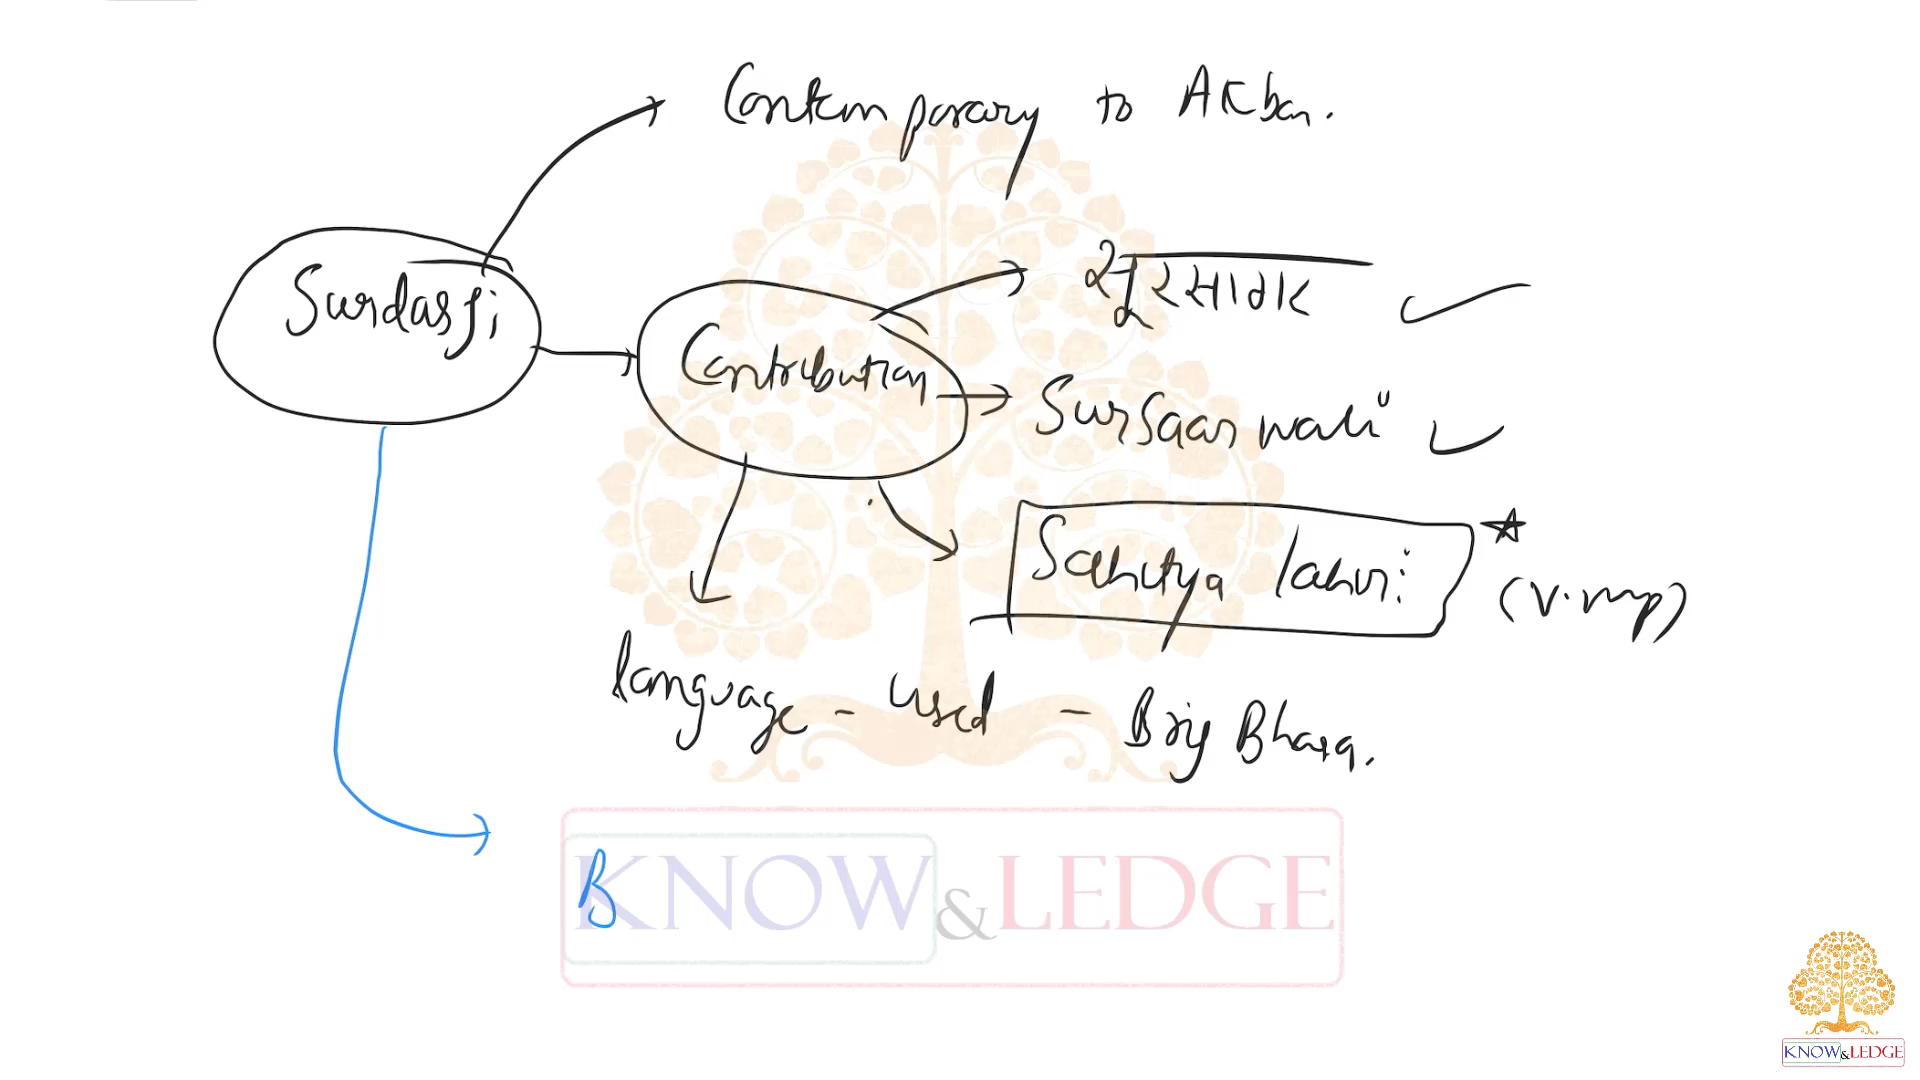 Contemporary to Akbar.
Surdasji
Contribution
सूरसागर
Sursaarwali
Sahitya lahri
(V.imp)
language - used - Brij Bhasa.
B
KNOW&LEDGE
KNOW&LEDGE